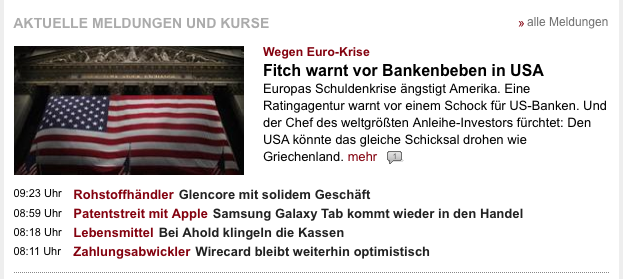 AKTUELLE MELDUNGEN UND KURSE
» alle Meldungen
Wegen Euro-Krise
Fitch warnt vor Bankenbeben in USA
Europas Schuldenkrise ängstigt Amerika. Eine
Ratingagentur warnt vor einem Schock für US-Banken. Und
der Chef des weltgrößten Anleihe-Investors fürchtet: Den
USA könnte das gleiche Schicksal drohen wie
Griechenland. mehr 1
09:23 Uhr Rohstoffhändler Glencore mit solidem Geschäft
08:59 Uhr Patentstreit mit Apple Samsung Galaxy Tab kommt wieder in den Handel
08:18 Uhr Lebensmittel Bei Ahold klingeln die Kassen
08:11 Uhr Zahlungsabwickler Wirecard bleibt weiterhin optimistisch